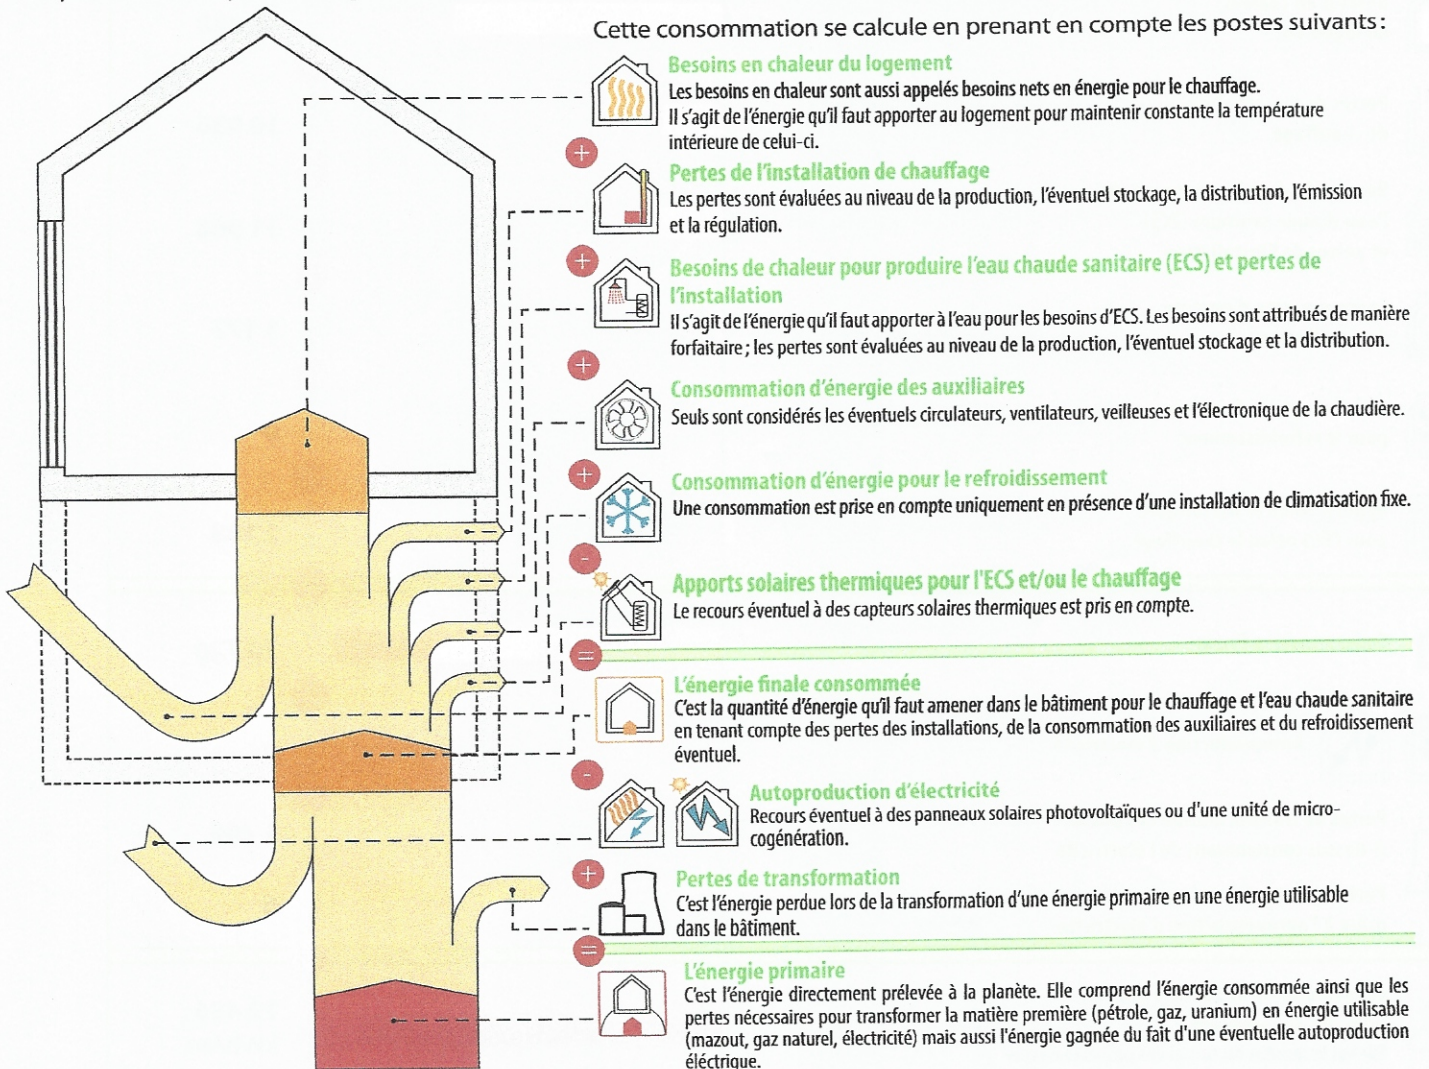 Cette consommation se calcule en prenant en compte les postes suivants :
Besoins en chaleur du logement
Les besoins en chaleur sont aussi appelés besoins nets en énergie pour le chauffage.
Il s'agit de l'énergie qu'il faut apporter au logement pour maintenir constante la température
intérieure de celui-ci.
+
Pertes de l'installation de chauffage
Les pertes sont évaluées au niveau de la production, l'éventuel stockage, la distribution, l'émission
et la régulation.
+
Besoins de chaleur pour produire l'eau chaude sanitaire (ECS) et pertes de
l'installation
Il s'agit de l'énergie qu'il faut apporter à l'eau pour les besoins d'ECS. Les besoins sont attribués de manière
forfaitaire ; les pertes sont évaluées au niveau de la production, l'éventuel stockage et la distribution.
+
Consommation d'énergie des auxiliaires
Seuls sont considérés les éventuels circulateurs, ventilateurs, veilleuses et l'électronique de la chaudière.
+
Consommation d'énergie pour le refroidissement
Une consommation est prise en compte uniquement en présence d'une installation de climatisation fixe.
-
Apports solaires thermiques pour l'ECS et/ou le chauffage
Le recours éventuel à des capteurs solaires thermiques est pris en compte.
=
L'énergie finale consommée
C'est la quantité d'énergie qu'il faut amener dans le bâtiment pour le chauffage et l'eau chaude sanitaire
en tenant compte des pertes des installations, de la consommation des auxiliaires et du refroidissement
éventuel.
-
Autoproduction d'électricité
Recours éventuel à des panneaux solaires photovoltaïques ou d'une unité de micro-
cogénération.
+
Pertes de transformation
C'est l'énergie perdue lors de la transformation d'une énergie primaire en une énergie utilisable
dans le bâtiment.
=
L'énergie primaire
C'est l'énergie directement prélevée à la planète. Elle comprend l'énergie consommée ainsi que les
pertes nécessaires pour transformer la matière première (pétrole, gaz, uranium) en énergie utilisable
(mazout, gaz naturel, électricité) mais aussi l'énergie gagnée du fait d'une éventuelle autoproduction
éléctrique.